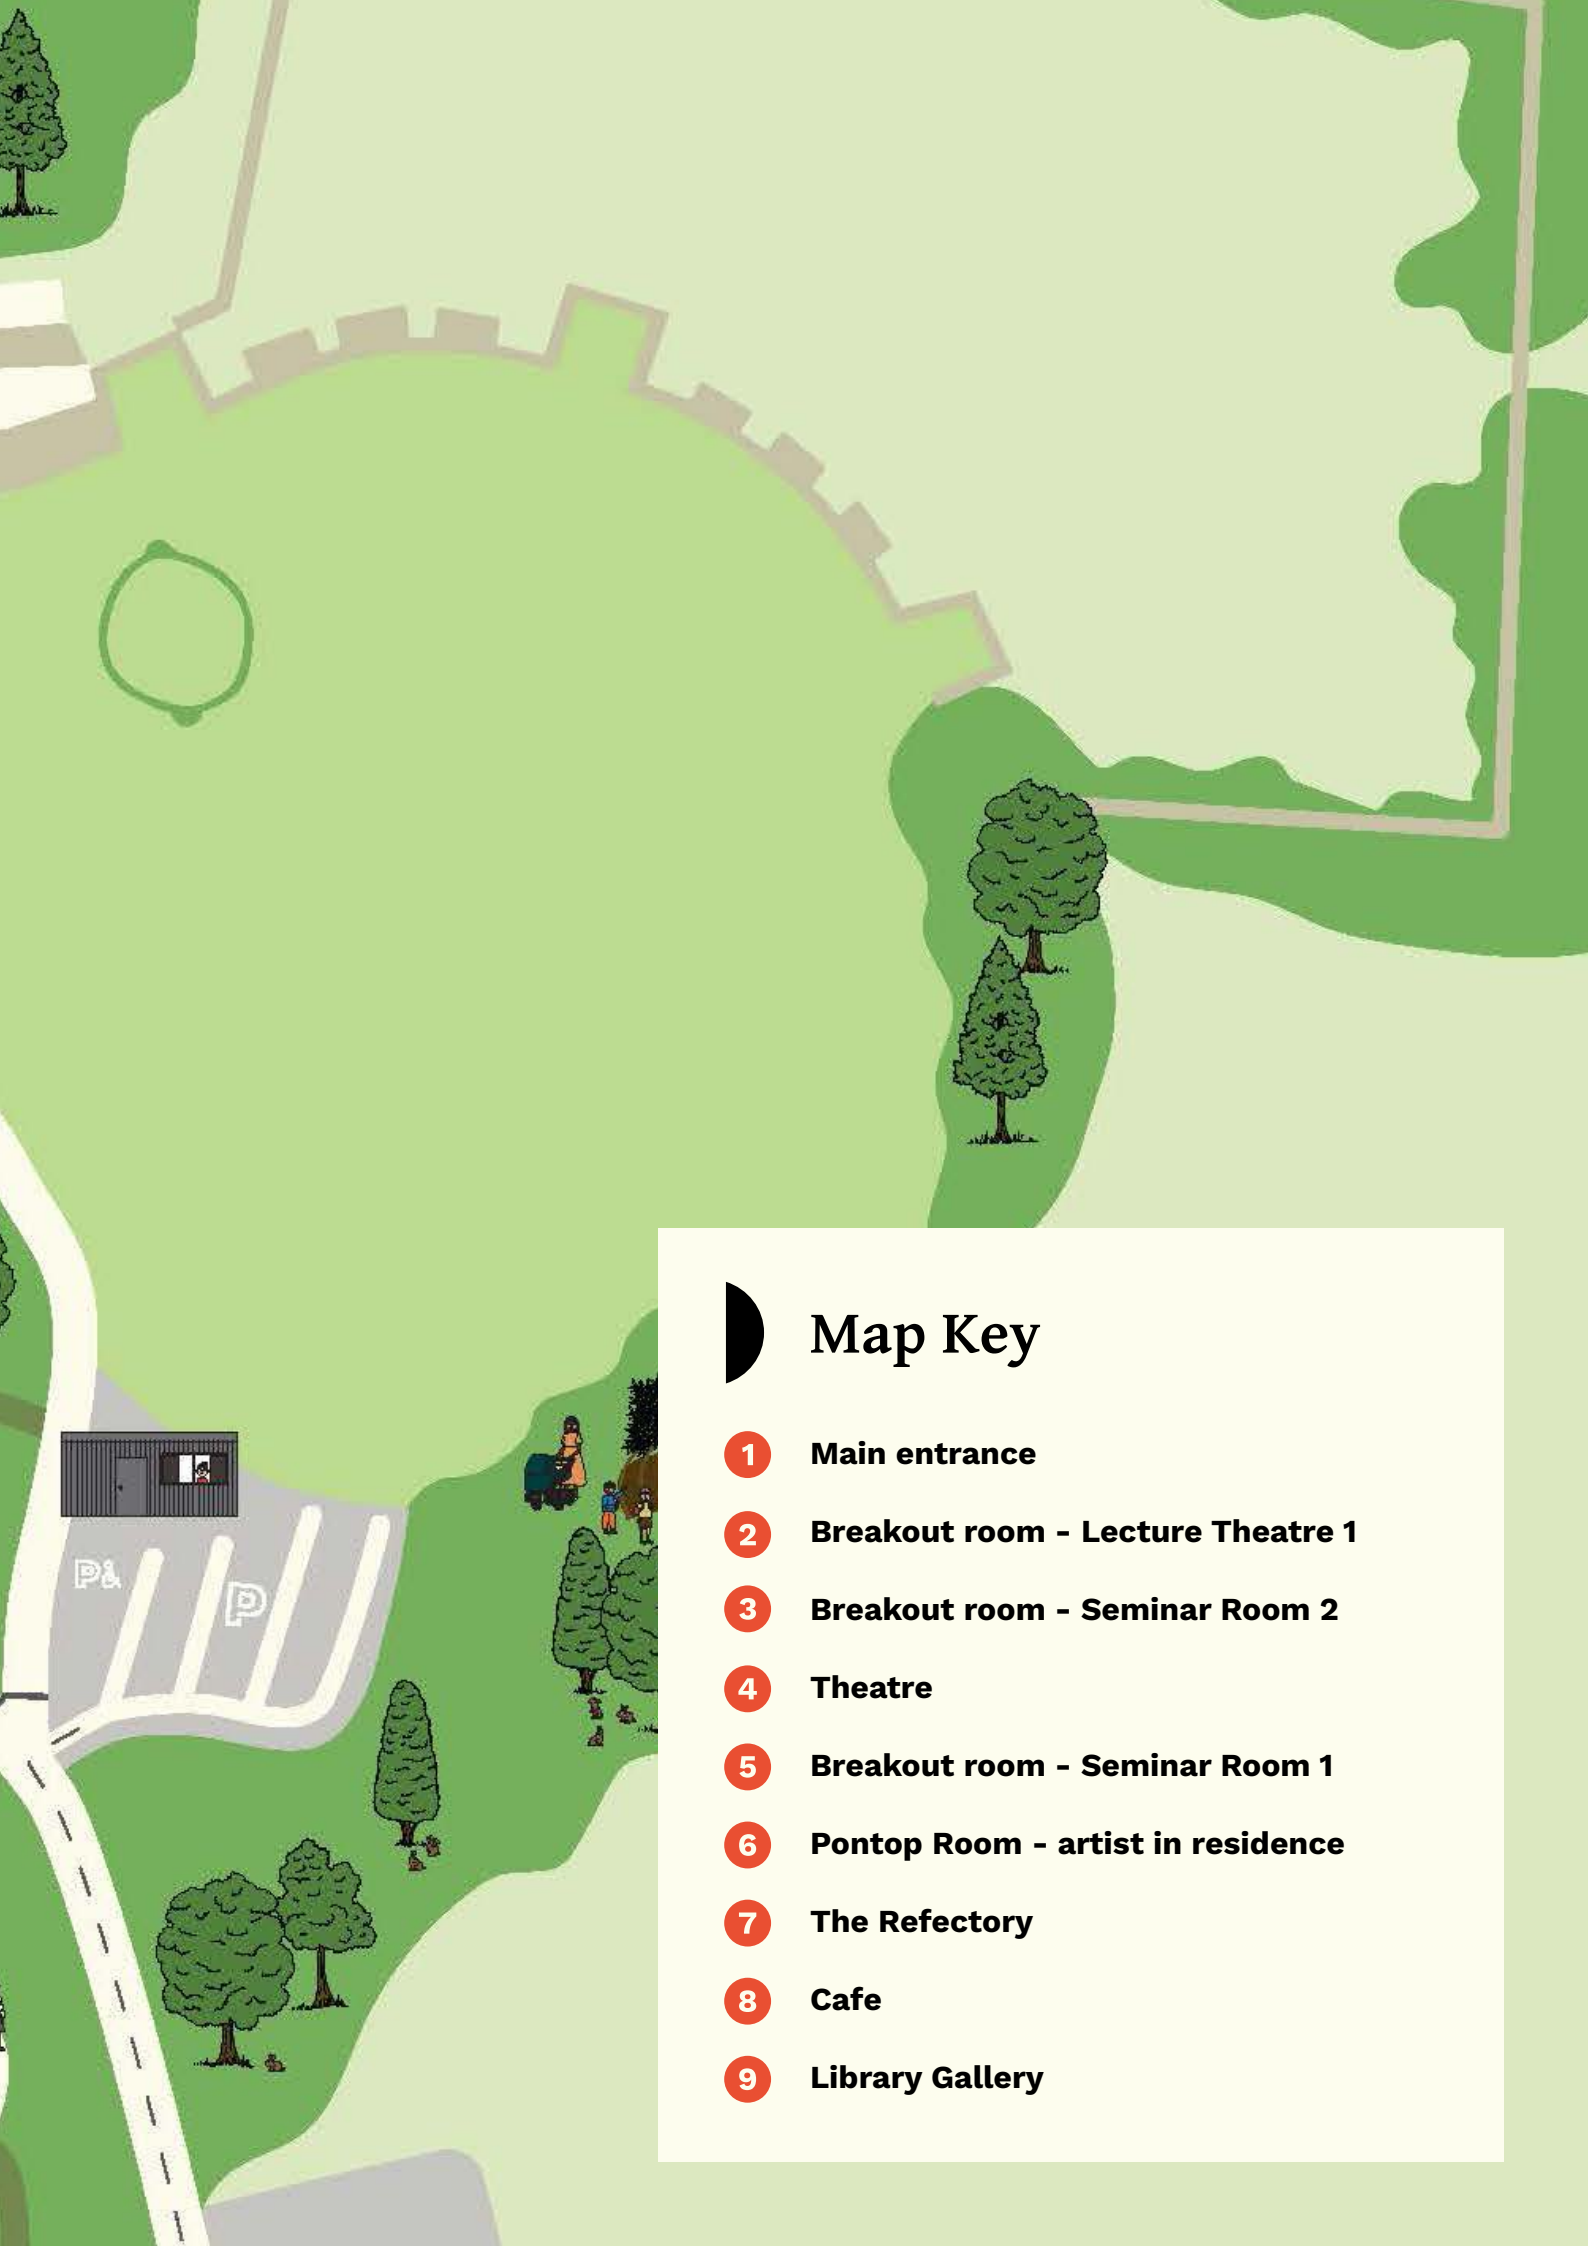 Map Key
1 Main entrance
2 Breakout room - Lecture Theatre 1
3 Breakout room - Seminar Room 2
4 Theatre
5 Breakout room - Seminar Room 1
6 Pontop Room - artist in residence
7 The Refectory
8 Cafe
9 Library Gallery
P
P